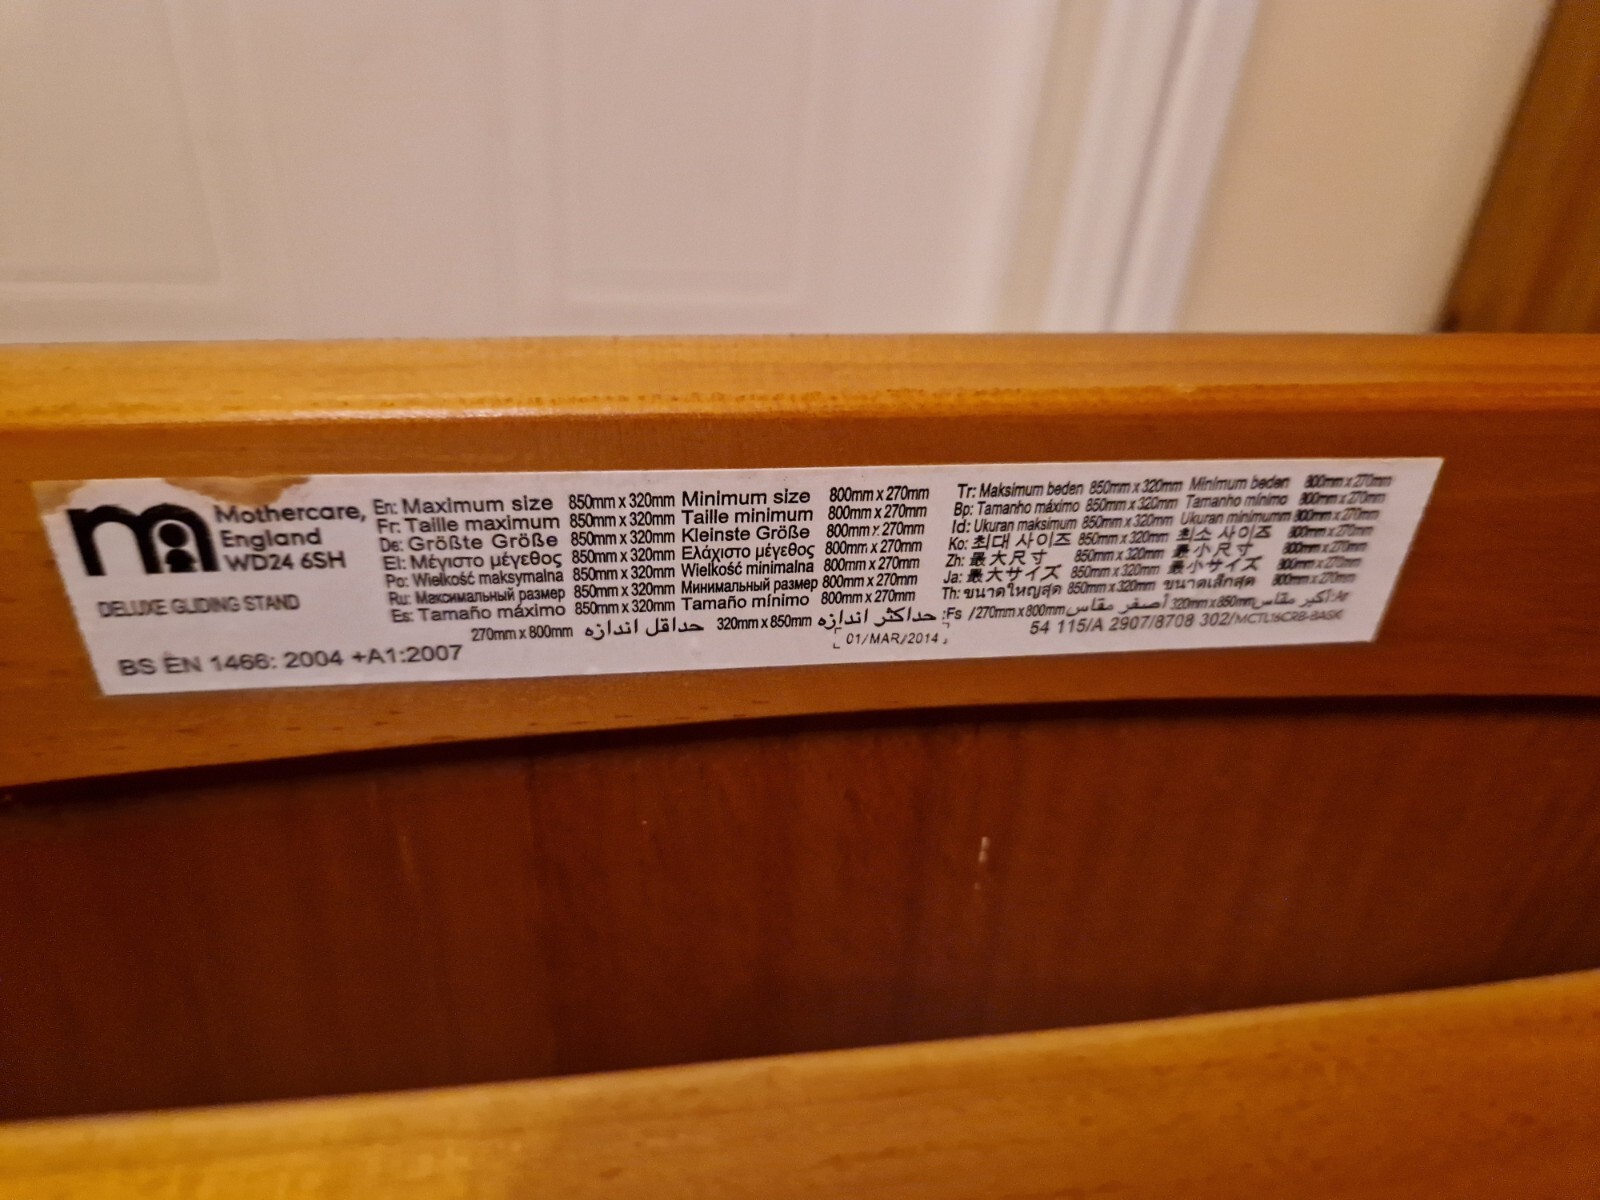 Mothercare,
England
WD24 6SH
DELUXE GLIDING STAND
En: Maximum size 850mm x 320mm Minimum size 800mm x 270mm
Fr: Taille maximum 850mm x 320mm Taille minimum 800mm x 270mm
De: Größte Größe 850mm x 320mm Kleinste Größe 800mm x 270mm
El: Μέγιστο μέγεθος 850mm x 320mm Ελάχιστο μέγεθος 800mm x 270mm
Po: Wielkość maksymalna 850mm x 320mm Wielkość minimalna 800mm x 270mm
Ru: Максимальный размер 850mm x 320mm Минимальный размер 800mm x 270mm
Es: Tamaño máximo 850mm x 320mm Tamaño mínimo 800mm x 270mm
Tr: Maksimum beden 850mm x 320mm Minimum beden 800mm x 270mm
Bp: Tamanho máximo 850mm x 320mm Tamanho mínimo 800mm x 270mm
Id: Ukuran maksimum 850mm x 320mm Ukuran minimumm 800mm x 270mm
Ko: 최대 사이즈 850mm x 320mm 최소 사이즈 800mm x 270mm
Zh: 最大尺寸 850mm x 320mm 最小尺寸 800mm x 270mm
Ja: 最大サイズ 850mm x 320mm 最小サイズ 800mm x 270mm
Th: ขนาดใหญ่สุด 850mm x 320mm ขนาดเล็กสุด 800mm x 270mm
Ar: أكبر مقاس 320mm x 850mm أصغر مقاس 270mm x 800mm /
Fs: حداکثر اندازه 320mm x 850mm حداقل اندازه 270mm x 800mm
01/MAR/2014
54 115/A 2907/8708 302/
BS EN 1466: 2004 +A1:2007